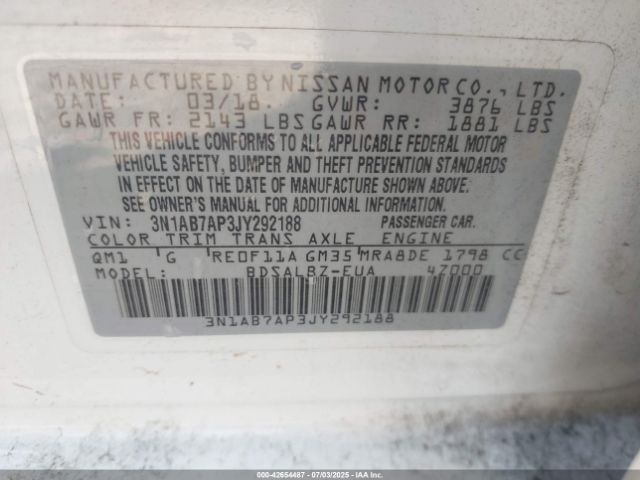 MANUFACTURED BY NISSAN MOTOR CO., LTD.
DATE: 03/18 GVWR: 3876 LBS
GAWR FR: 2143 LBS GAWR RR: 1881 LBS
THIS VEHICLE CONFORMS TO ALL APPLICABLE FEDERAL MOTOR
VEHICLE SAFETY, BUMPER AND THEFT PREVENTION STANDARDS
IN EFFECT ON THE DATE OF MANUFACTURE SHOWN ABOVE.
SEE OWNER'S MANUAL FOR ADDITIONAL INFORMATION.
VIN: 3N1AB7AP3JY292188 PASSENGER CAR.
COLOR TRIM TRANS AXLE ENGINE
QM1 G RE0F11A GM35 MRA8DE 1798 CC
MODEL: BDSALBZ-EUA 4Z000
3N1AB7AP3JY292188
000-42654487 - 07/03/2025 - IAAI.COM